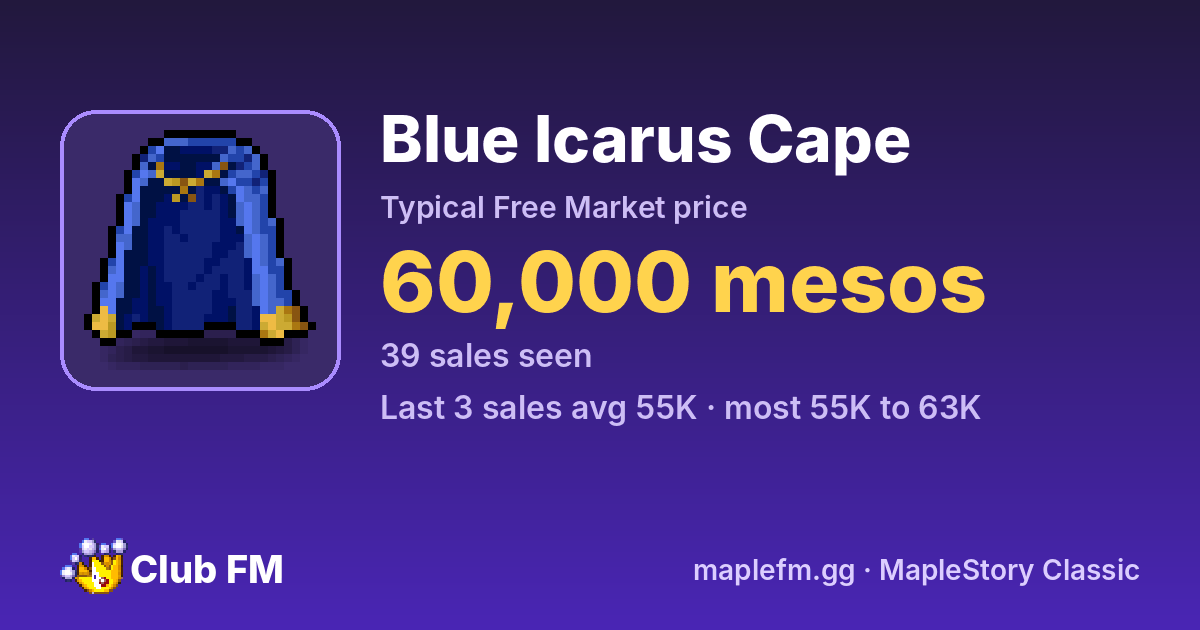 Blue Icarus Cape
Typical Free Market price
60,000 mesos
39 sales seen
Last 3 sales avg 55K · most 55K to 63K
Club FM
maplefm.gg · MapleStory Classic